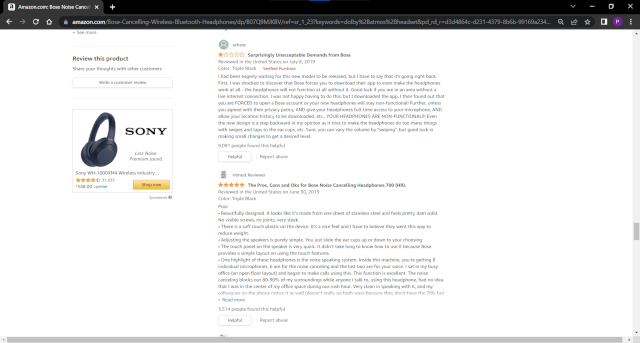 Amazon.com: Bose Noise Cance
amazon.com/Bose-Cancelling-Wireless-Bluetooth-Headphones/dp/
See more
Review this product
Share your thoughts with other customers
Write a customer review
SONY
Less Noise.
Premium sound.
Sony WH-1000XM4 Wireless Industry...
Shop now
Sponsored
Surprisingly Unacceptable Demands from Bose
Reviewed in the United States on July 8, 2019
Color: Triple Black | Verified Purchase
I had been eagerly waiting for this new model to be released, but I have to say that it's going right back.
First, I was shocked to discover that Bose forces you to download their app to even make the headphones
work at all - the headphones will not function at all without it. Good luck if you are in an area without a
live internet connection. I was not happy having to do this, but I downloaded the app. I then found out that
you are FORCED to open a Bose account or your new headphones will stay non-functional! Further, unless
you agreed with their privacy policy, AND give your headphones full time access to your microphone, AND
allow your location history to be downloaded, etc., YOUR HEADPHONES ARE NON-FUNCTIONAL!! Even
the new design is a step backward in my opinion as it tries to make the headphones do too many things
with swipes and taps to the ear cups, etc. Sure, you can vary the volume by "swiping", but good luck in
making small changes to get a desired level.
9,091 people found this helpful
Helpful | Report abuse
Honest Reviewer
The Pros, Cons and Oks for Bose Noise Cancelling Headphones 700 (HR).
Reviewed in the United States on June 30, 2019
Color: Triple Black
Pros:
• Beautifully designed. It looks like it's made from one sheet of stainless steel and feels pretty darn solid.
No visible screws, no joints, very sleek.
• There is a soft touch plastic on the device. It's a nice feel and I have to believe they went this way to
reduce weight.
• Adjusting the speakers is purely simple. You just slide the ear cups up or down to your choosing
• The touch panel on the speaker is very quick. It didn't take long to know how to use it because Bose
provides a simple layout on using the touch features.
• One highlight of these headphones is the noise speaking system. Inside this machine, you're getting 8
individual microphones, 6 are for the noise canceling and the last two are for your voice. I sat in my busy
office (an open floor layout) and began to make calls using this. This function is excellent. The noise
canceling blocks out 80-90% of my surroundings while anyone I talk to, using this headphone, had no idea
that I was in the center of my office space during our rush hour. Very clean in speaking with it, and my
Read more
3,514 people found this helpful
Helpful | Report abuse